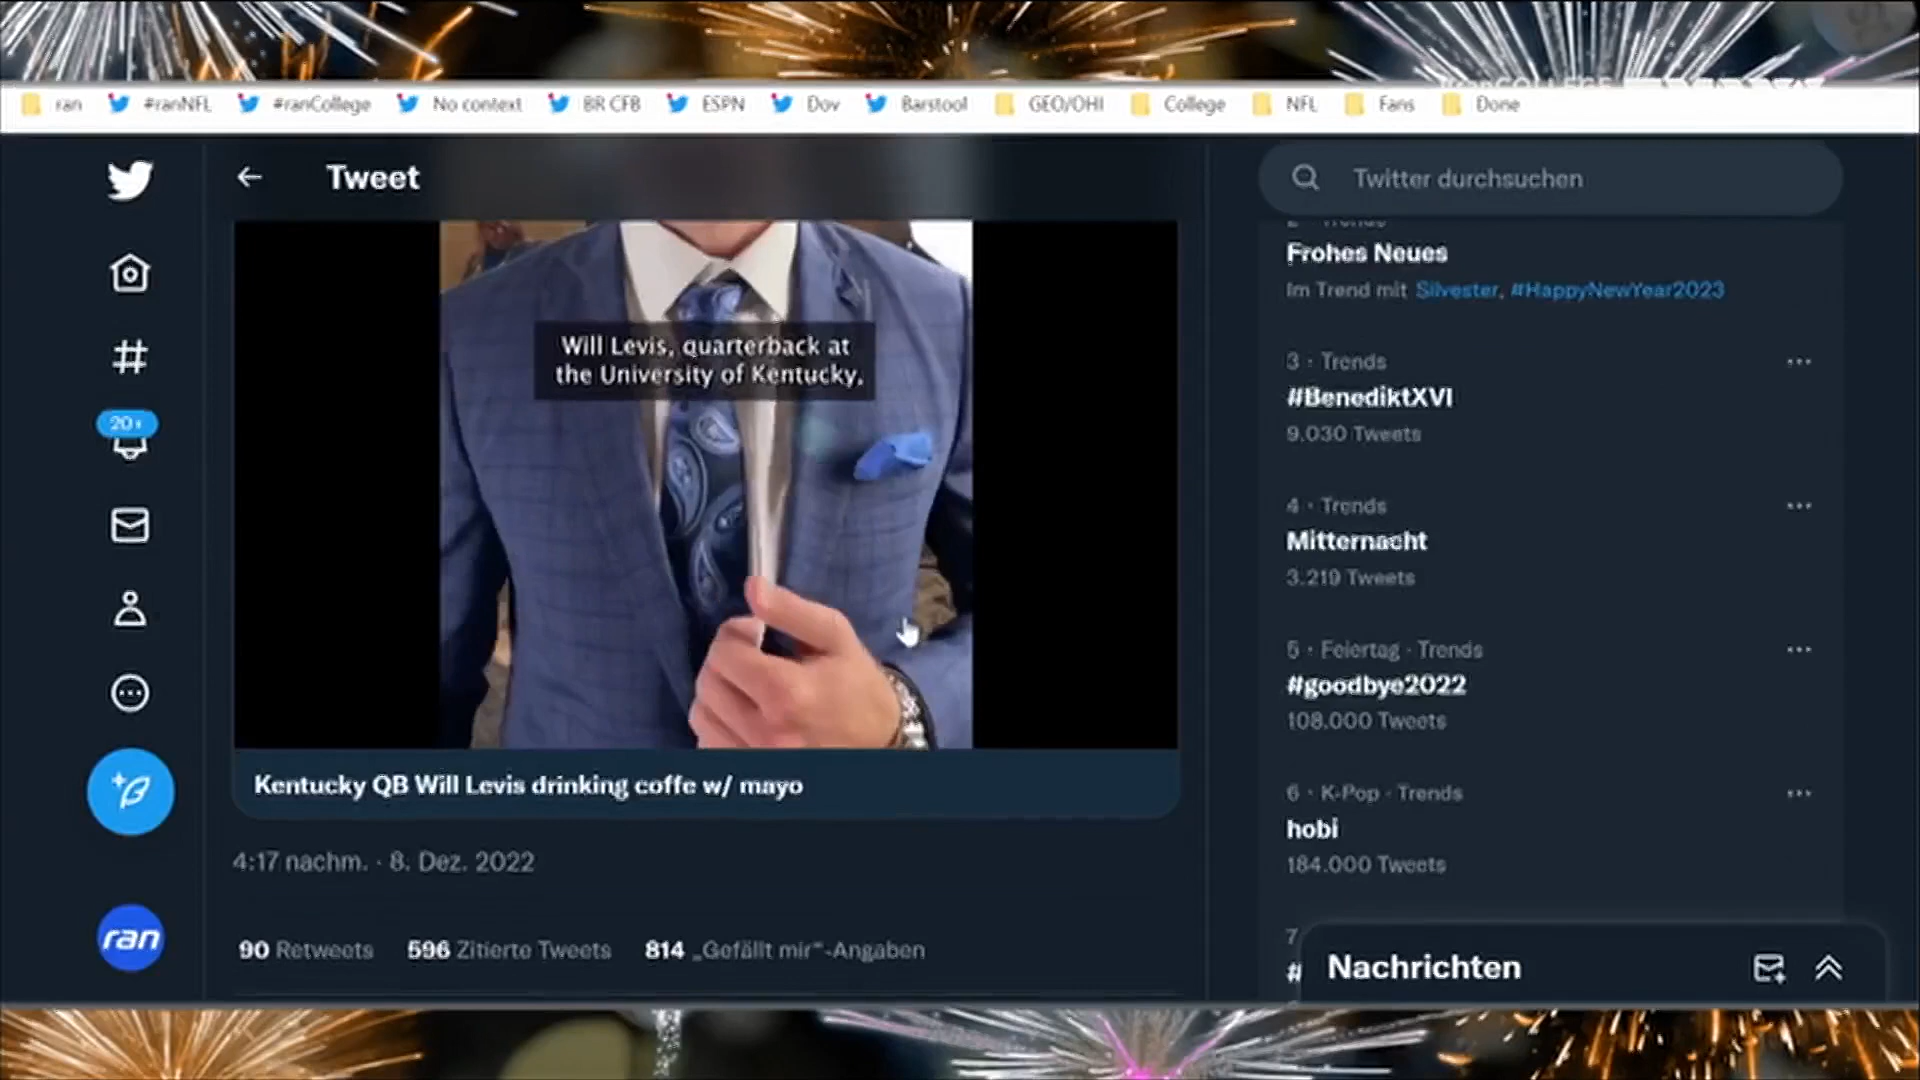 ran #ranNFL #ranCollege No context BR CFB ESPN Dov Barstool GEO/OHI College NFL Fans Done
Tweet
Twitter durchsuchen
Will Levis, quarterback at
the University of Kentucky,
Kentucky QB Will Levis drinking coffe w/ mayo
4:17 nachm. · 8. Dez. 2022
90 Retweets 596 Zitierte Tweets 814 „Gefällt mir“-Angaben
20+
ran
2 · Trends
Frohes Neues
Im Trend mit Silvester, #HappyNewYear2023
3 · Trends
#BenediktXVI
9.030 Tweets
4 · Trends
Mitternacht
3.219 Tweets
5 · Feiertag · Trends
#goodbye2022
108.000 Tweets
6 · K-Pop · Trends
hobi
184.000 Tweets
7
#
Nachrichten